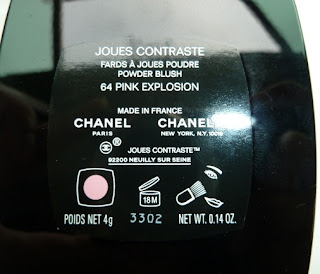 JOUES CONTRASTE
FARDS À JOUES POUDRE
POWDER BLUSH
64 PINK EXPLOSION
MADE IN FRANCE
CHANEL CHANEL
PARIS NEW YORK, N.Y. 10019
®
JOUES CONTRASTE™
92200 NEUILLY SUR SEINE
18M
POIDS NET 4g 3302 NET WT. 0.14 OZ.